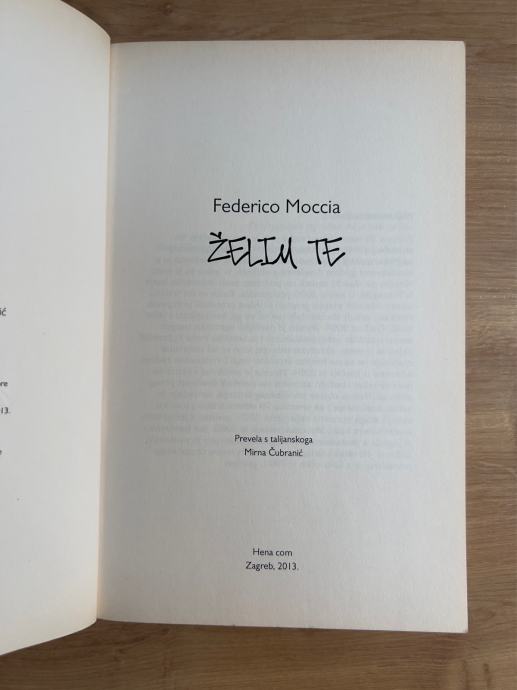 Federico Moccia
ŽELIM TE
Prevela s talijanskoga
Mirna Čubranić
Hena com
Zagreb, 2013.